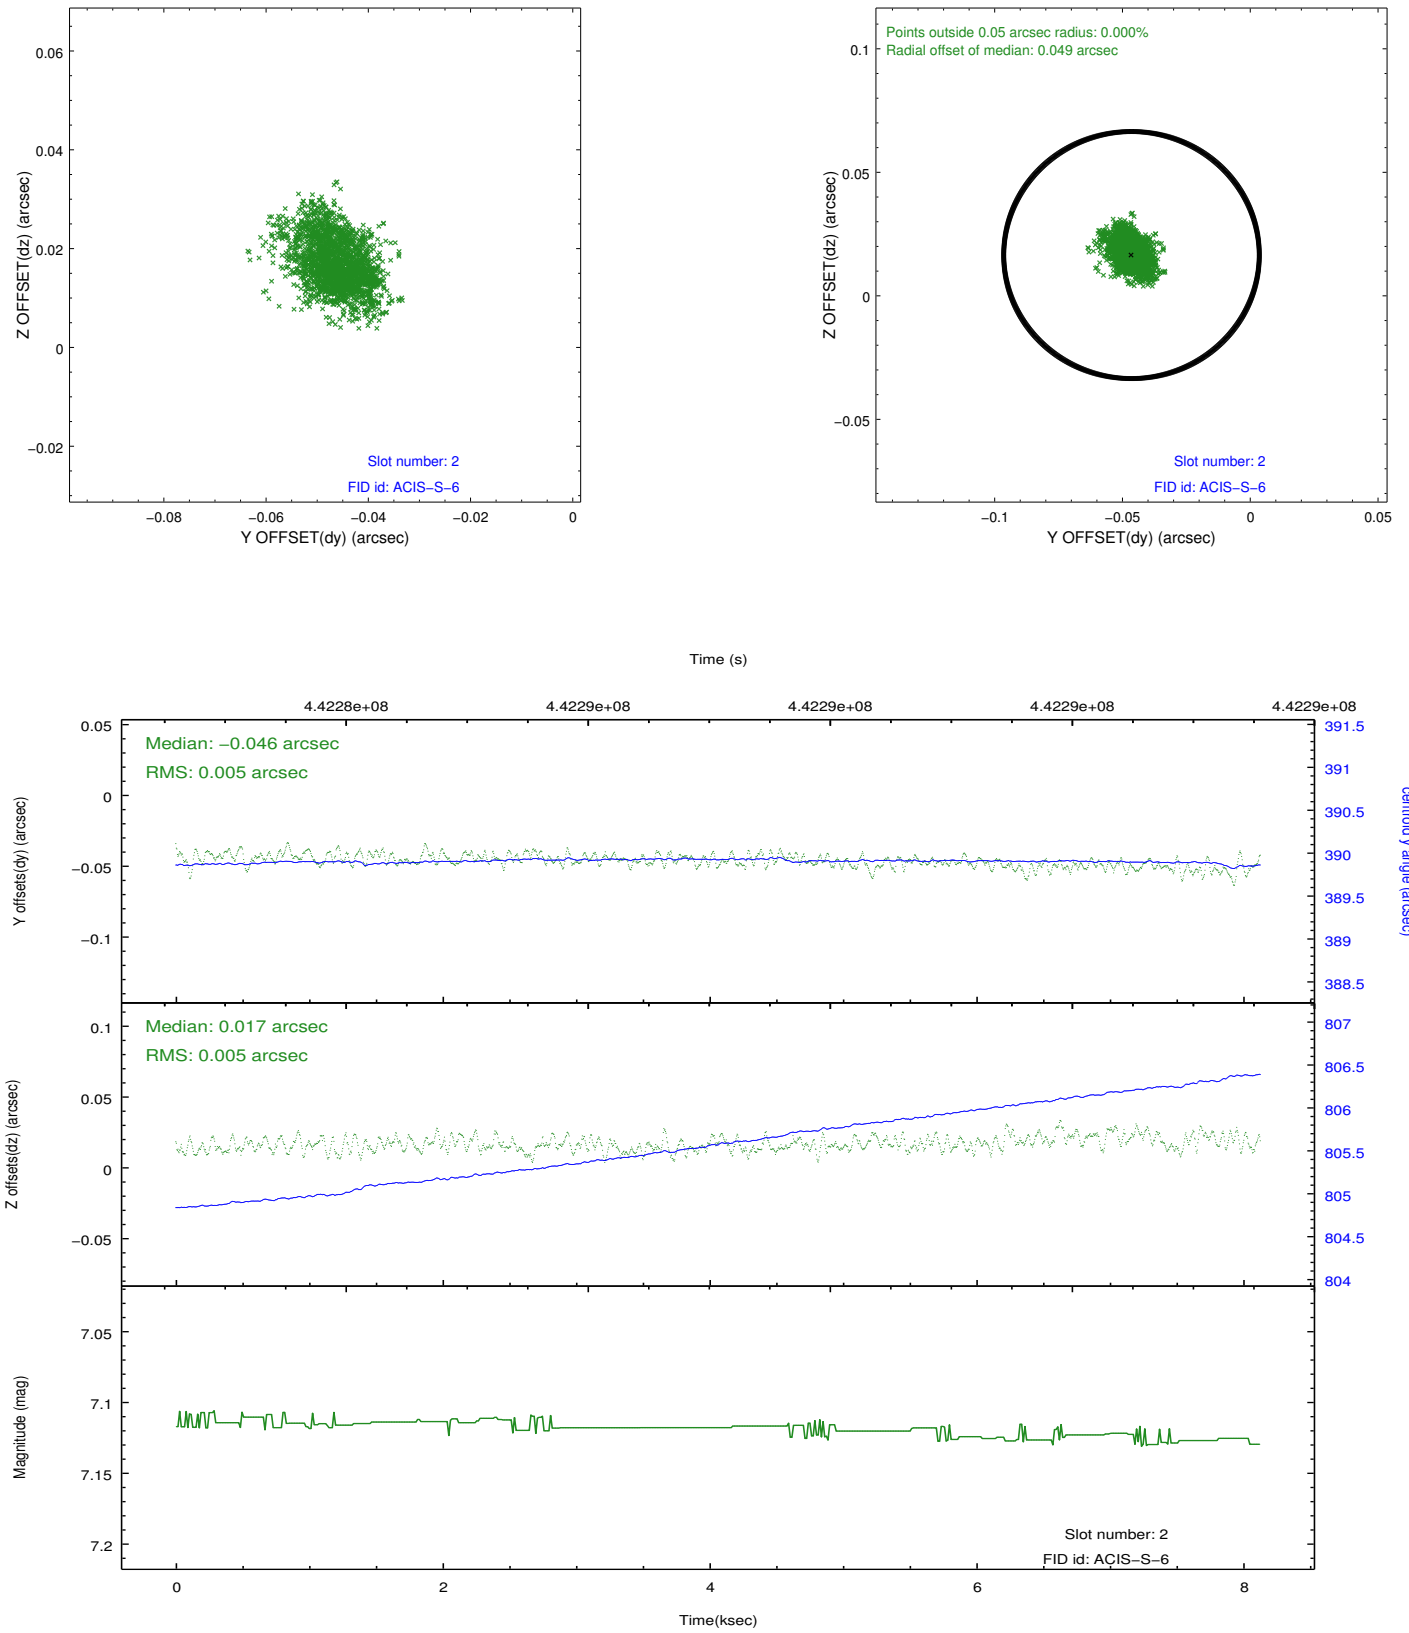 0.06
0.04
0.02
0
−0.02
Z OFFSET(dz) (arcsec)
Slot number: 2
FID id: ACIS−S−6
−0.08 −0.06 −0.04 −0.02 0
Y OFFSET(dy) (arcsec)
Points outside 0.05 arcsec radius: 0.000%
Radial offset of median: 0.049 arcsec
0.1
0.05
0
−0.05
Z OFFSET(dz) (arcsec)
Slot number: 2
FID id: ACIS−S−6
−0.1 −0.05 0 0.05
Y OFFSET(dy) (arcsec)
Time (s)
4.4228e+08 4.4229e+08 4.4229e+08 4.4229e+08 4.4229e+08
Median: −0.046 arcsec
RMS: 0.005 arcsec
0.05
0
−0.05
−0.1
Y offsets(dy) (arcsec)
391.5
391
390.5
390
389.5
389
388.5
centroid y angle (arcsec)
Median: 0.017 arcsec
RMS: 0.005 arcsec
0.1
0.05
0
−0.05
Z offsets(dz) (arcsec)
807
806.5
806
805.5
805
804.5
804
7.05
7.1
7.15
7.2
Magnitude (mag)
Slot number: 2
FID id: ACIS−S−6
0 2 4 6 8
Time(ksec)